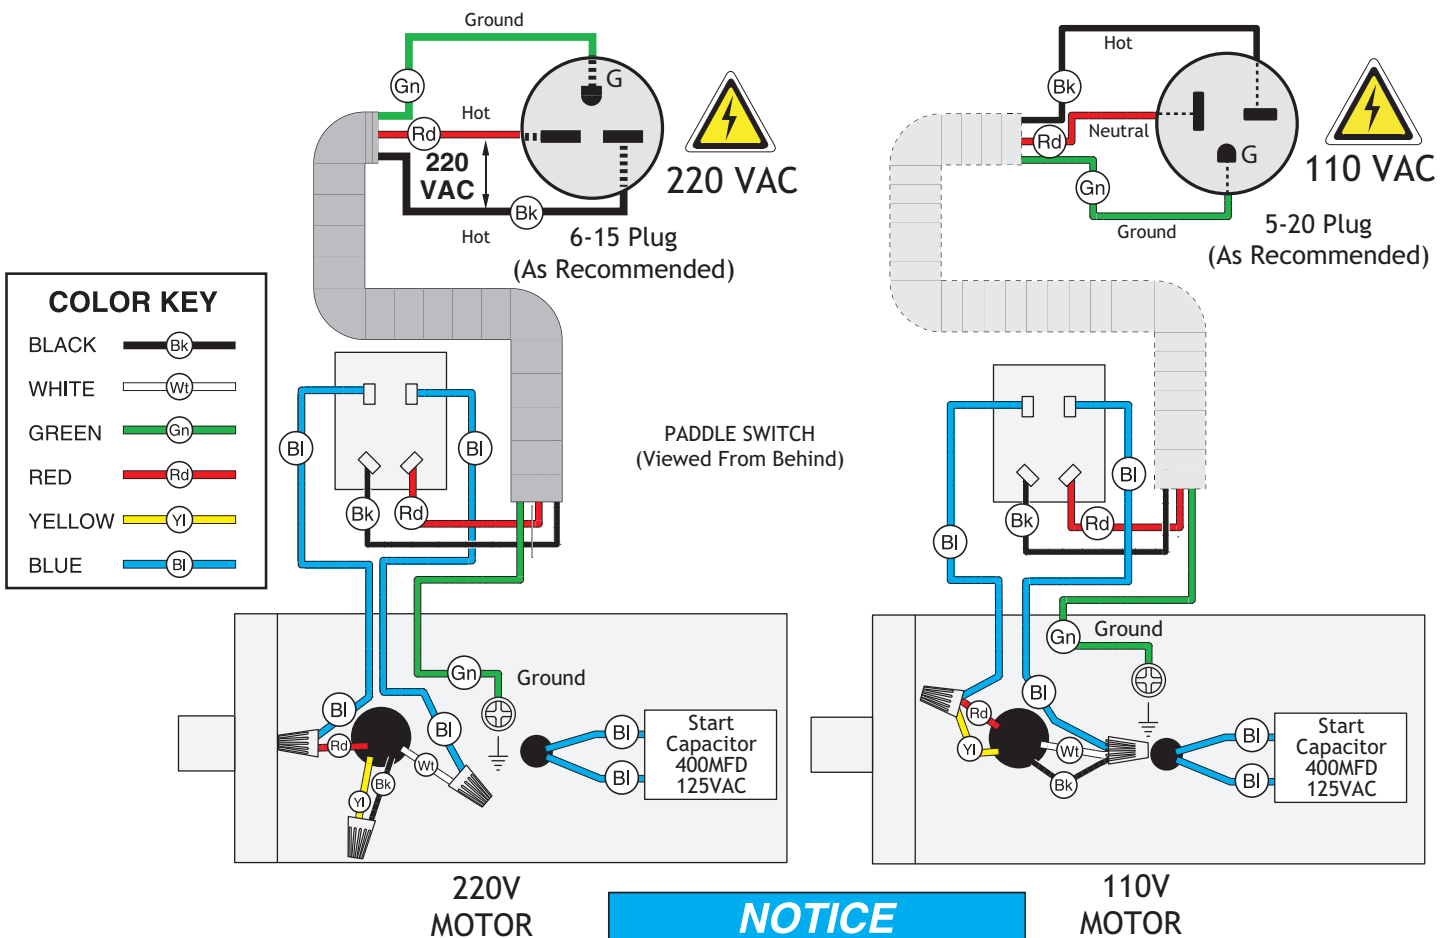 Ground
Gn
G
Hot
Rd
220
VAC
Bk
Hot
220 VAC
6-15 Plug
(As Recommended)
Hot
Bk
Neutral
Rd
G
Gn
Ground
110 VAC
5-20 Plug
(As Recommended)
COLOR KEY
BLACK Bk
WHITE Wt
GREEN Gn
RED Rd
YELLOW Yl
BLUE Bl
Bl
Bl
Bk
Rd
PADDLE SWITCH
(Viewed From Behind)
Bl
Bl
Bk
Rd
Gn
Ground
Bl
Rd
Yl
Bk
Wt
Bl
Bl
Bl
Start
Capacitor
400MFD
125VAC
220V
MOTOR
Gn
Ground
Rd
Yl
Bl
Wt
Bk
Bl
Bl
Start
Capacitor
400MFD
125VAC
110V
MOTOR
NOTICE